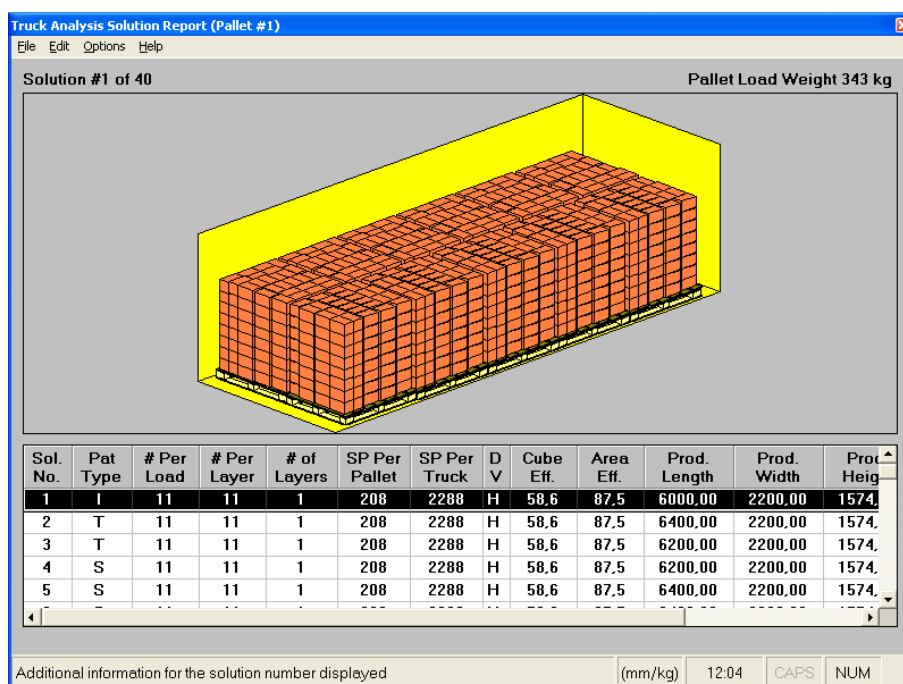 Truck Analysis Solution Report (Pallet #1)
File Edit Options Help
Solution #1 of 40 Pallet Load Weight 343 kg
Sol. Pat # Per # Per # of SP Per SP Per D Cube Area Prod. Prod. Prod
No. Type Load Layer Layers Pallet Truck V Eff. Eff. Length Width Heig
1 I 11 11 1 208 2288 H 58,6 87,5 6000,00 2200,00 1574,
2 T 11 11 1 208 2288 H 58,6 87,5 6400,00 2200,00 1574,
3 T 11 11 1 208 2288 H 58,6 87,5 6200,00 2200,00 1574,
4 S 11 11 1 208 2288 H 58,6 87,5 6200,00 2200,00 1574,
5 S 11 11 1 208 2288 H 58,6 87,5 6400,00 2200,00 1574,
Additional information for the solution number displayed (mm/kg) 12:04 CAPS NUM